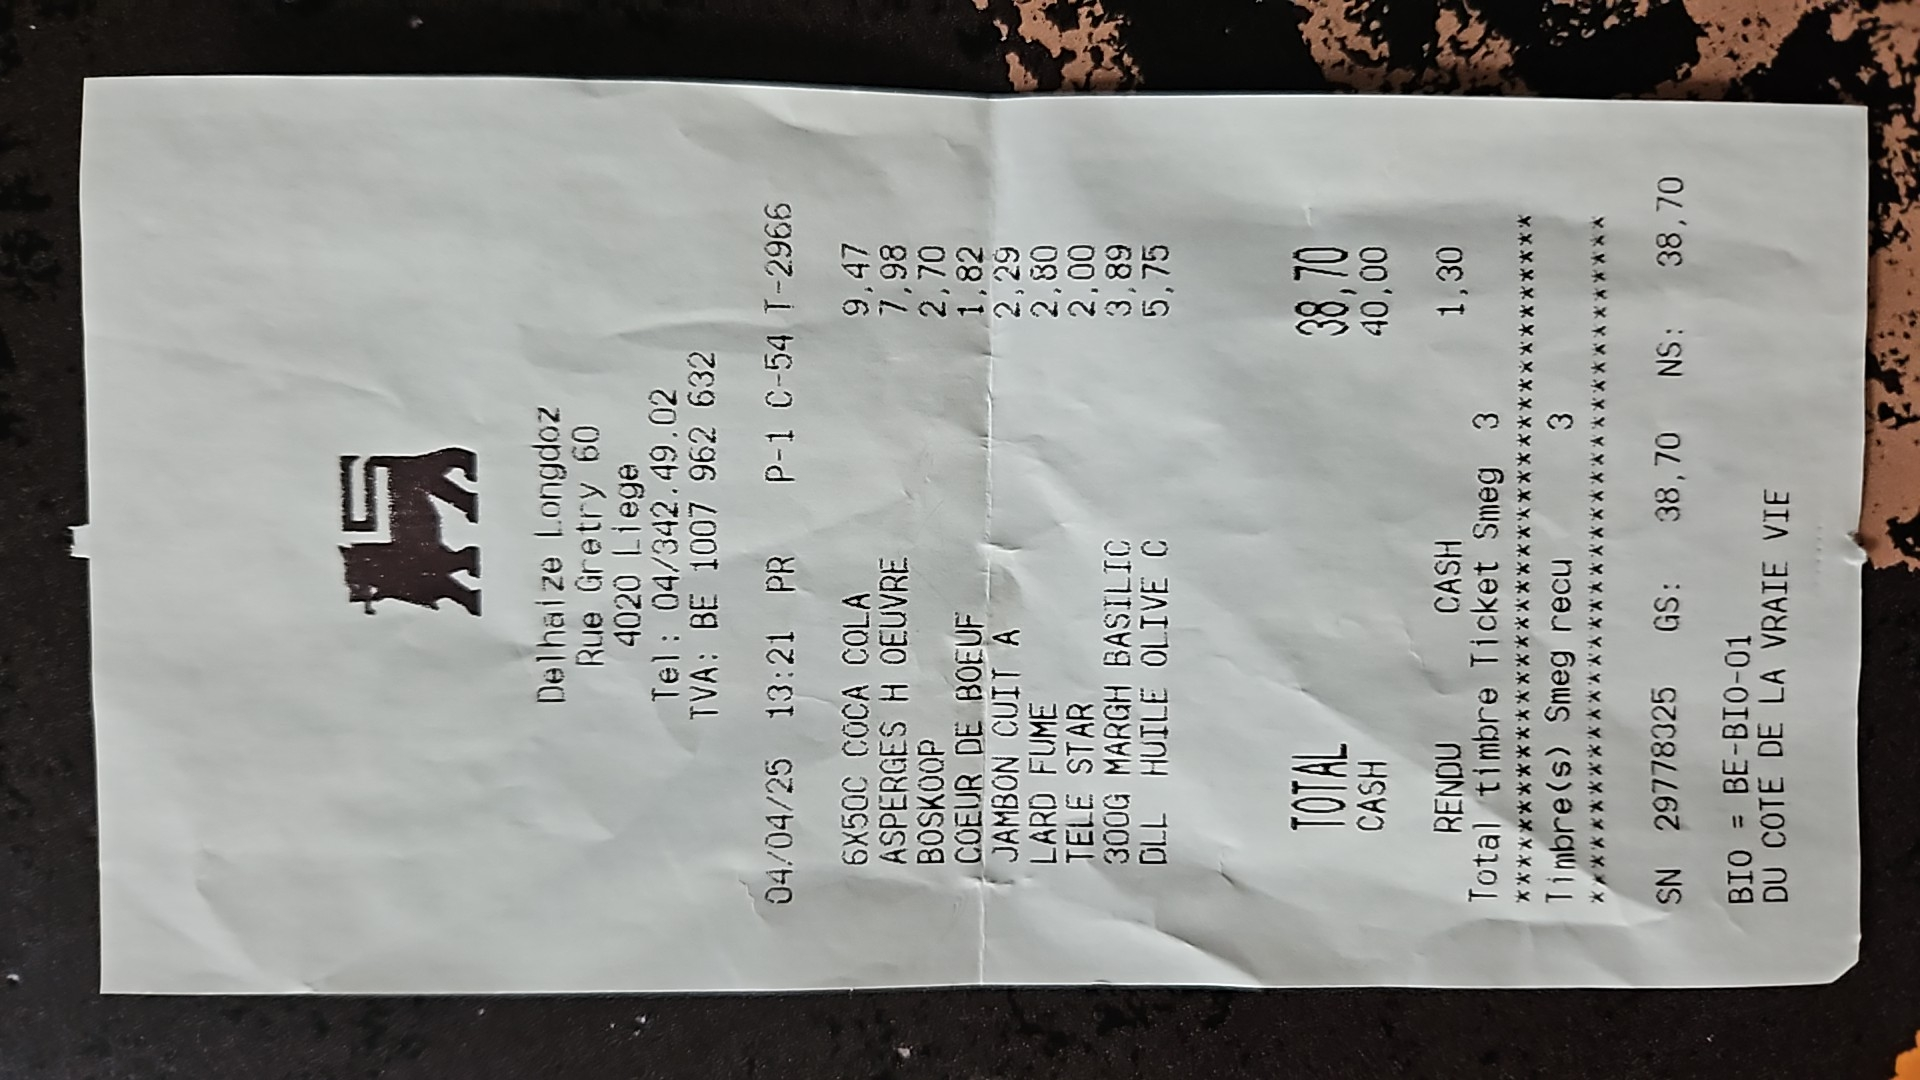 Delhaize Longdoz
Rue Gretry 60
4020 Liege
Tel: 04/342.49.02
TVA: BE 1007 962 632
04/04/25 13:21 PR P-1 C-54 T-2966
6X50C COCA COLA 9,47
ASPERGES H OEUVRE 7,98
BOSKOOP 2,70
COEUR DE BOEUF 1,82
JAMBON CUIT A 2,29
LARD FUME 2,80
TELE STAR 2,00
300G MARGH BASILIC 3,89
DLL HUILE OLIVE C 5,75
TOTAL 38,70
CASH 40,00
RENDU CASH 1,30
Total timbre Ticket Smeg 3
****************************************
Timbre(s) Smeg recu 3
****************************************
SN 29778325 GS: 38,70 NS: 38,70
BIO = BE-BIO-01
DU COTE DE LA VRAIE VIE